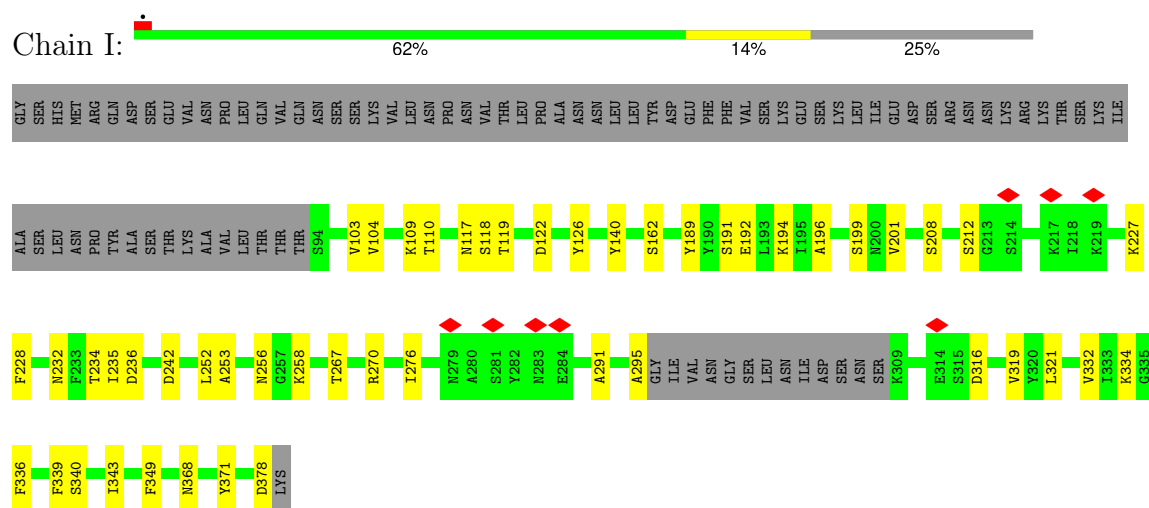 Chain I:
62% 14% 25%
GLY SER HIS MET ARG GLN ASP SER GLU VAL ASN PRO LEU GLN VAL GLN ASN SER SER LYS VAL LEU ASN PRO ASN VAL THR LEU PRO ALA ASN ASN LEU LEU TYR ASP GLU PHE PHE VAL SER LYS GLU SER LYS LEU ILE GLU ASP SER ARG ASN ASN LYS ARG LYS THR SER LYS ILE
ALA SER LEU ASN PRO TYR ALA SER THR LYS ALA VAL LEU THR THR THR S94 V103 V104 K109 T110 N117 S118 T119 D122 Y126 Y140 S162 Y189 Y190 S191 E192 L193 K194 I195 A196 S199 N200 V201 S208 S212 G213 S214 K217 I218 K219 K227
F228 N232 F233 T234 I235 D236 D242 L252 A253 N256 G257 K258 T267 R270 I276 N279 A280 S281 Y282 N283 E284 A291 A295 GLY ILE VAL ASN GLY SER LEU ASN ILE ASP SER ASN SER K309 E314 S315 D316 V319 Y320 L321 V332 I333 K334 G335
F336 F339 S340 I343 F349 N368 Y371 D378 LYS